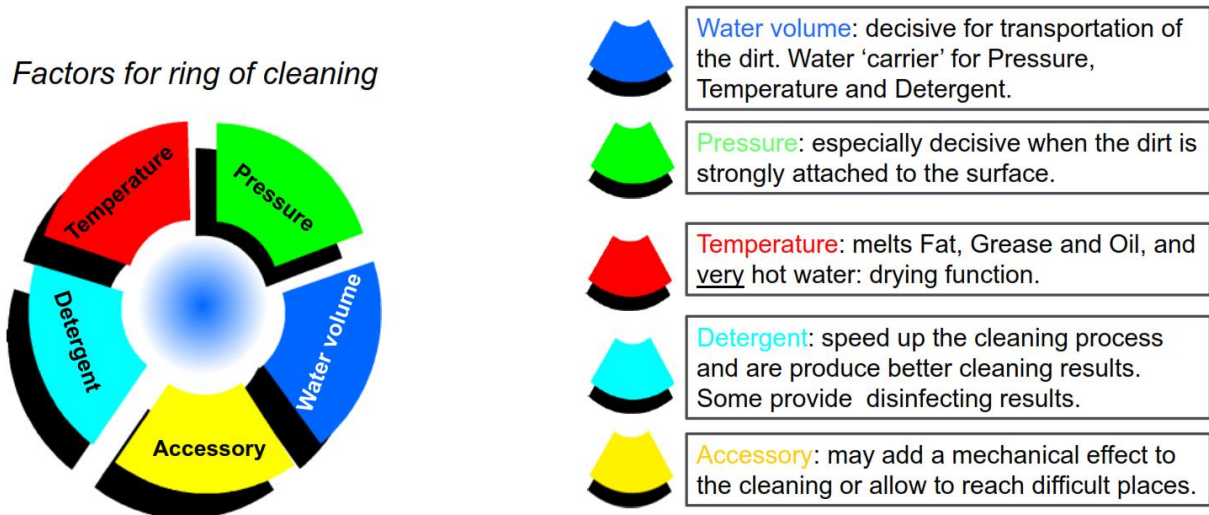 Factors for ring of cleaning
Temperature
Pressure
Detergent
Water volume
Accessory
Water volume: decisive for transportation of
the dirt. Water ‘carrier’ for Pressure,
Temperature and Detergent.
Pressure: especially decisive when the dirt is
strongly attached to the surface.
Temperature: melts Fat, Grease and Oil, and
very hot water: drying function.
Detergent: speed up the cleaning process
and are produce better cleaning results.
Some provide  disinfecting results.
Accessory: may add a mechanical effect to
the cleaning or allow to reach difficult places.